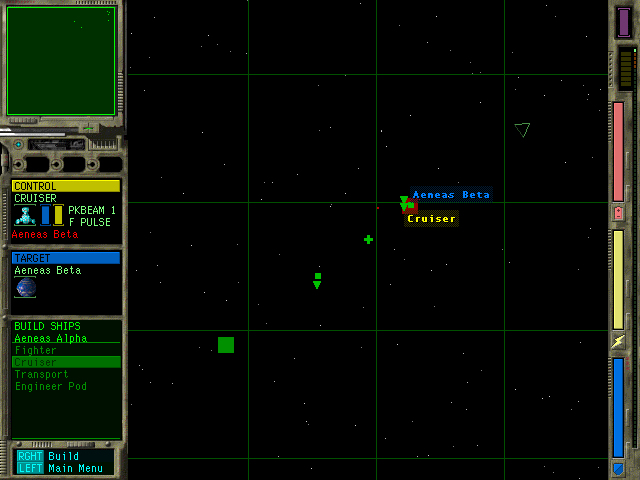 CONTROL
CRUISER
PKBEAM 1
F PULSE
Aeneas Beta
TARGET
Aeneas Beta
BUILD SHIPS
Aeneas Alpha
Fighter
Cruiser
Transport
Engineer Pod
RGHT Build
LEFT Main Menu
Aeneas Beta
Cruiser